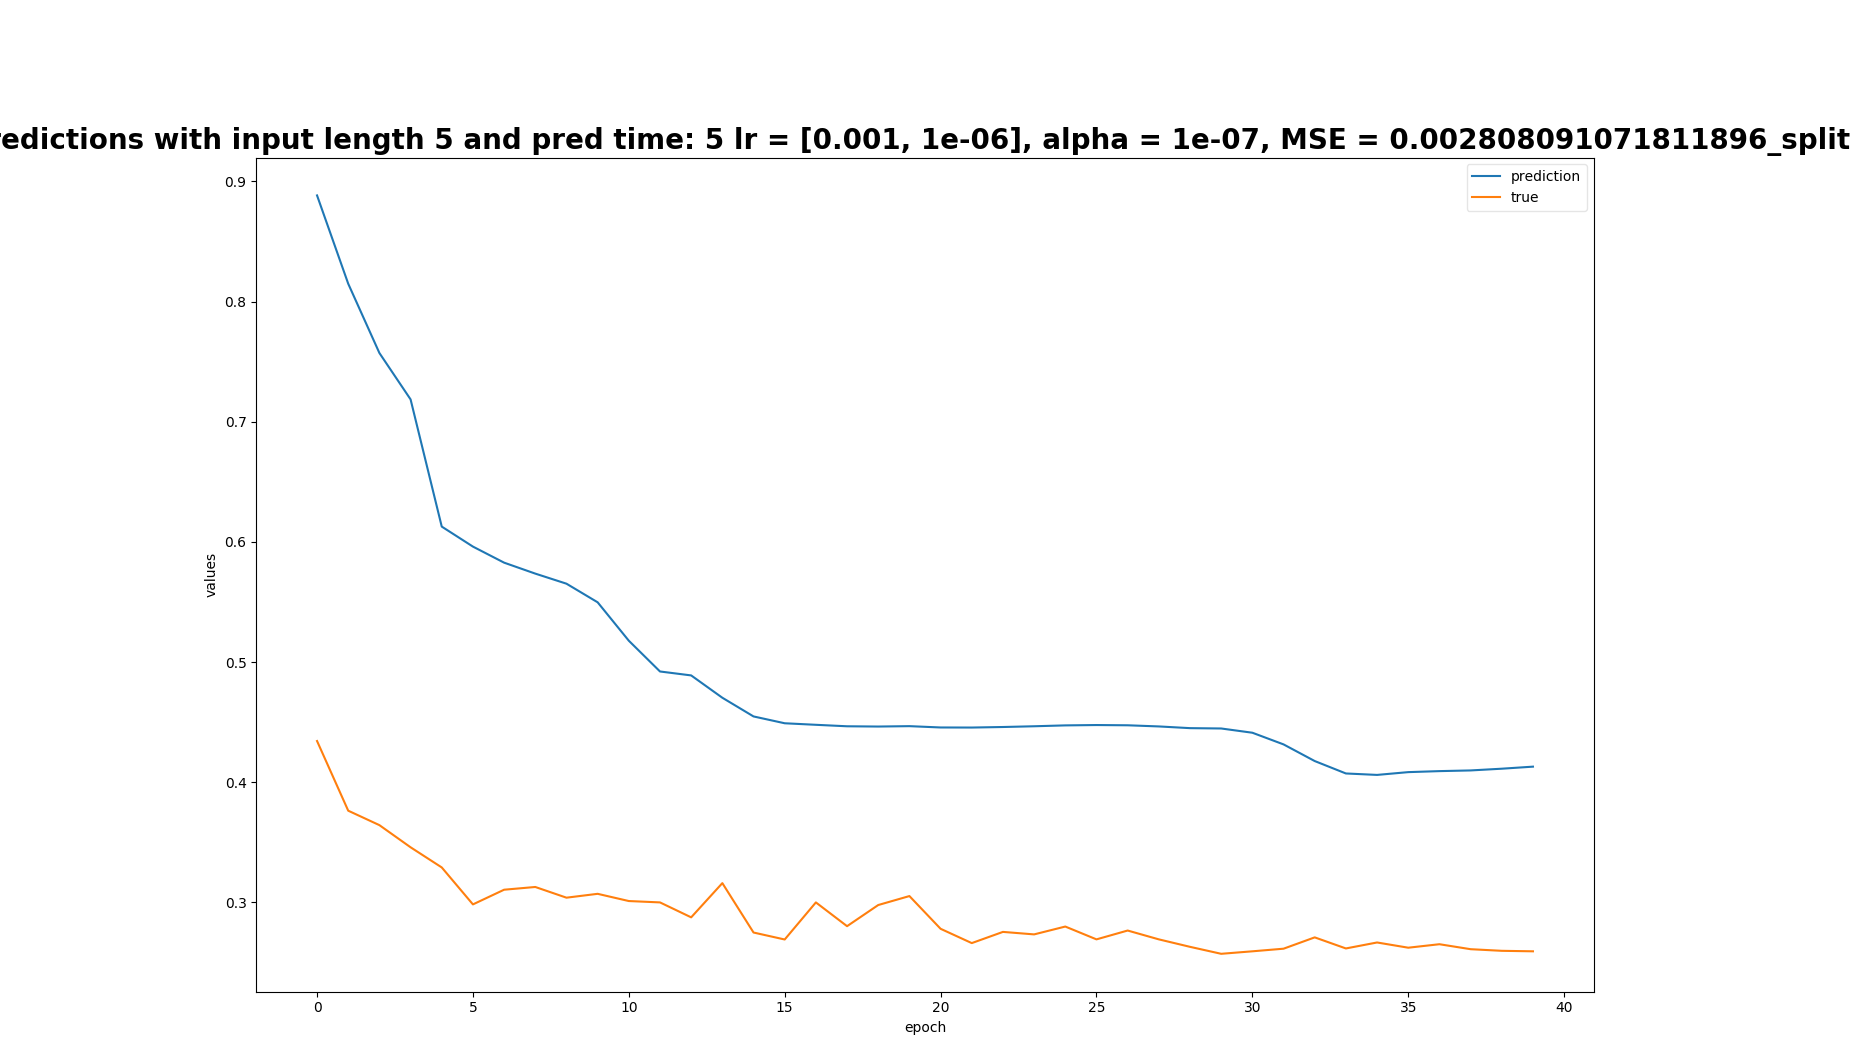 redictions with input length 5 and pred time: 5 lr = [0.001, 1e-06], alpha = 1e-07, MSE = 0.002808091071811896_split
prediction
true
0.9
0.8
0.7
0.6
0.5
0.4
0.3
values
0 5 10 15 20 25 30 35 40
epoch